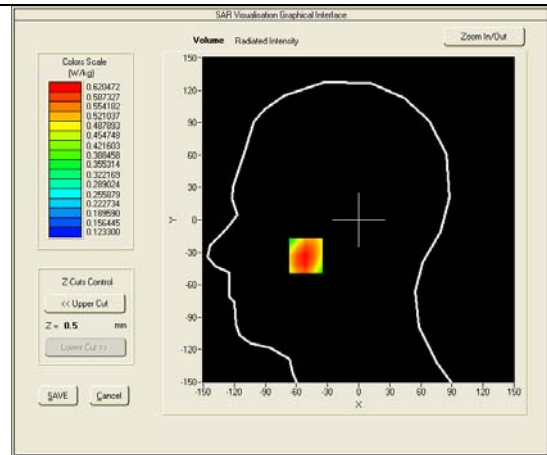 SAR Visualisation Graphical Interface
Volume Radiated Intensity
Zoom In/Out
Colors Scale
(W/kg)
0.620472
0.587327
0.554182
0.521037
0.487893
0.454748
0.421603
0.388458
0.355314
0.322169
0.289024
0.255879
0.222734
0.189590
0.156445
0.123300
Z Cuts Control
<< Upper Cut
Z = 0.5 mm
Lower Cut >>
SAVE Cancel
150
120
90
60
30
0
-30
-60
-90
-120
-150
Y
-150 -120 -90 -60 -30 0 30 60 90 120 150
X